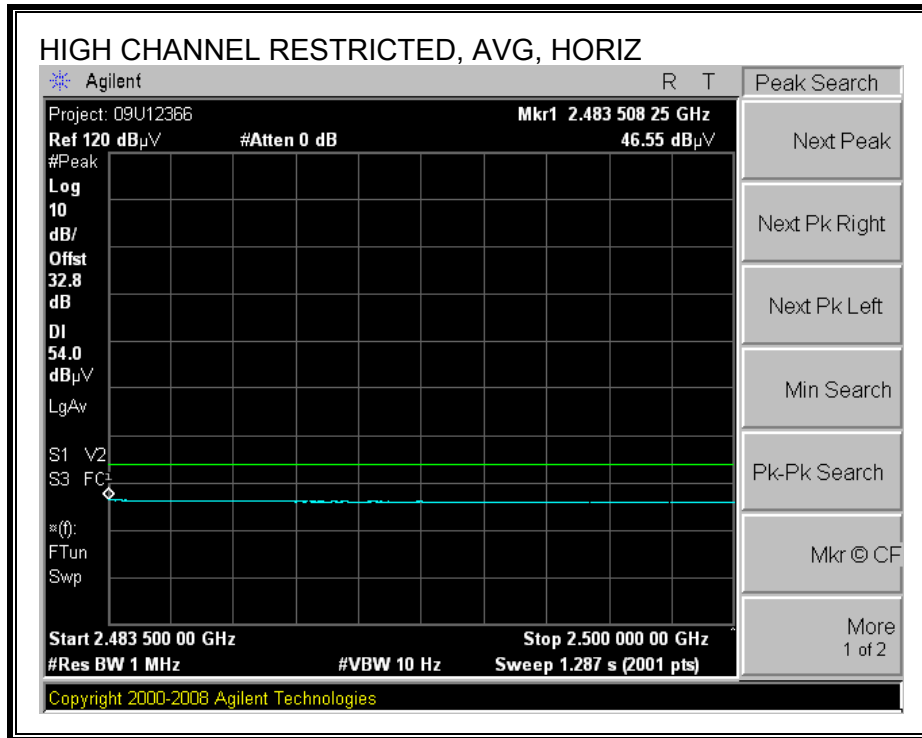 HIGH CHANNEL RESTRICTED, AVG, HORIZ
Agilent R T
Peak Search
Project: 09U12366 Mkr1 2.483 508 25 GHz
Ref 120 dBµV #Atten 0 dB 46.55 dBµV
#Peak
Log
10
dB/
Offst
32.8
dB
DI
54.0
dBµV
LgAv
S1 V2
S3 FC
1
¤(f):
FTun
Swp
Start 2.483 500 00 GHz Stop 2.500 000 00 GHz
#Res BW 1 MHz #VBW 10 Hz Sweep 1.287 s (2001 pts)
Next Peak
Next Pk Right
Next Pk Left
Min Search
Pk-Pk Search
Mkr © CF
More
1 of 2
Copyright 2000-2008 Agilent Technologies